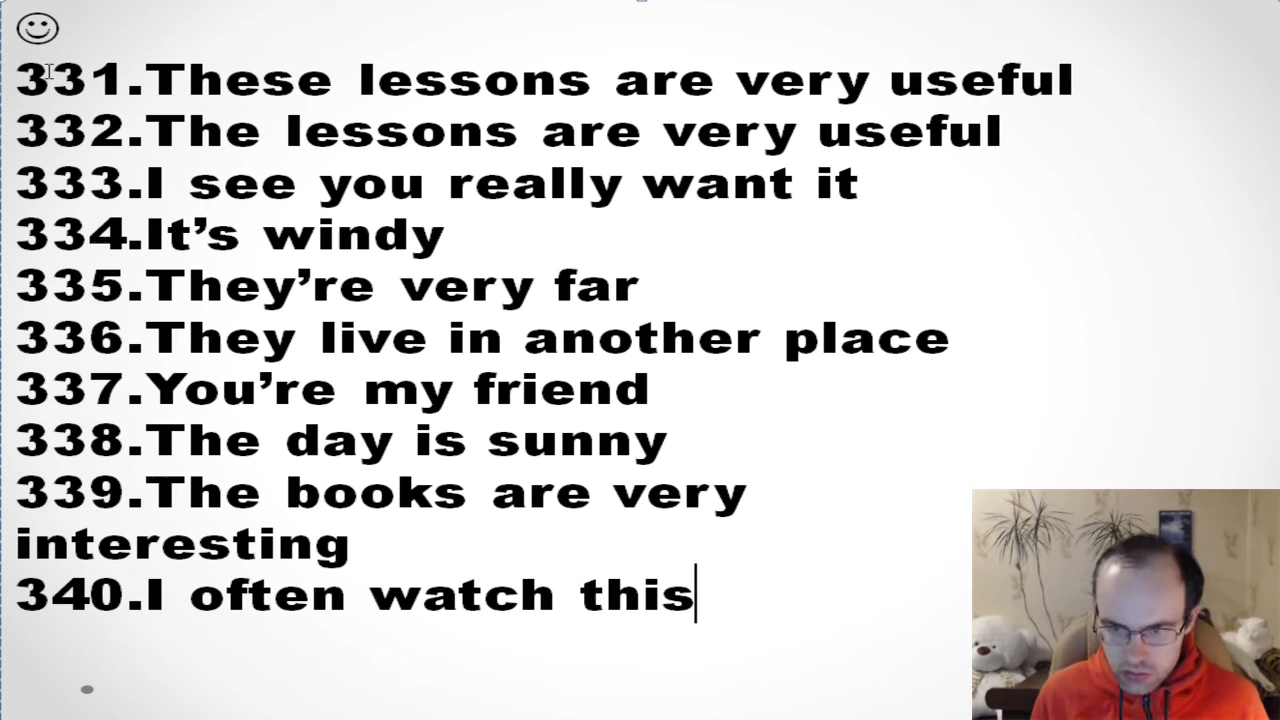 331.These lessons are very useful
332.The lessons are very useful
333.I see you really want it
334.It’s windy
335.They’re very far
336.They live in another place
337.You’re my friend
338.The day is sunny
339.The books are very
interesting
340.I often watch this